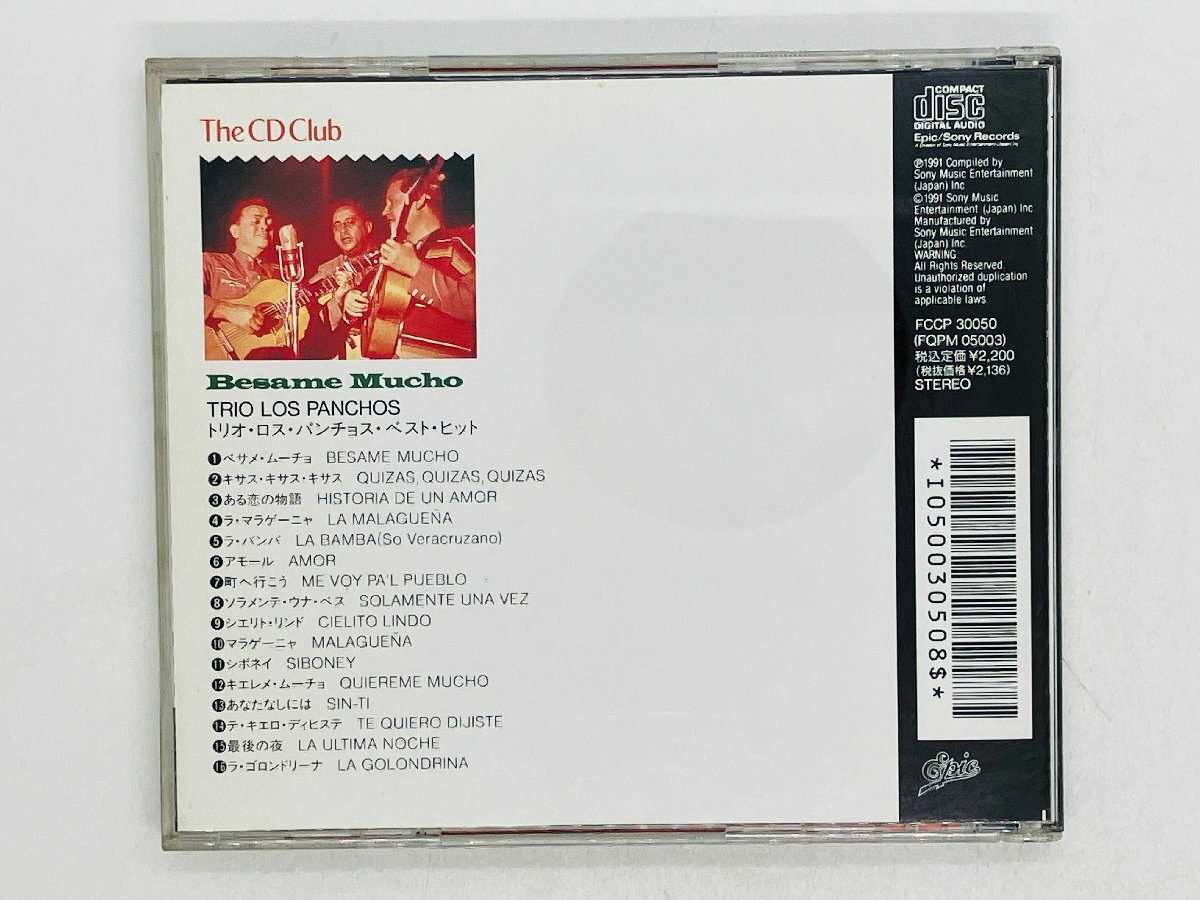 The CD Club
Besame Mucho
TRIO LOS PANCHOS
トリオ・ロス・パンチョス・ベスト・ヒット
❶ベサメ・ムーチョ BESAME MUCHO
❷キサス・キサス・キサス QUIZAS, QUIZAS, QUIZAS
❸ある恋の物語 HISTORIA DE UN AMOR
❹ラ・マラゲーニャ LA MALAGUEÑA
❺ラ・バンバ LA BAMBA(So Veracruzano)
❻アモール AMOR
❼町へ行こう ME VOY PA'L PUEBLO
❽ソラメンテ・ウナ・ベス SOLAMENTE UNA VEZ
❾シエリト・リンド CIELITO LINDO
❿マラゲーニャ MALAGUEÑA
⓫シボネイ SIBONEY
⓬キエレメ・ムーチョ QUIEREME MUCHO
⓭あなたなしには SIN-TI
⓮テ・キエロ・ディヒステ TE QUIERO DIJISTE
⓯最後の夜 LA ULTIMA NOCHE
⓰ラ・ゴロンドリーナ LA GOLONDRINA
COMPACT
disc
DIGITAL AUDIO
Epic/Sony Records
A Division of Sony Music Entertainment (Japan) Inc.
℗1991 Compiled by
Sony Music Entertainment
(Japan) Inc
©1991 Sony Music
Entertainment (Japan) Inc
Manufactured by
Sony Music Entertainment
(Japan) Inc.
WARNING:
All Rights Reserved.
Unauthorized duplication
is a violation of
applicable laws.
FCCP 30050
(FQPM 05003)
税込定価¥2,200
(税抜価格¥2,136)
STEREO
*I050030508$*
Epic